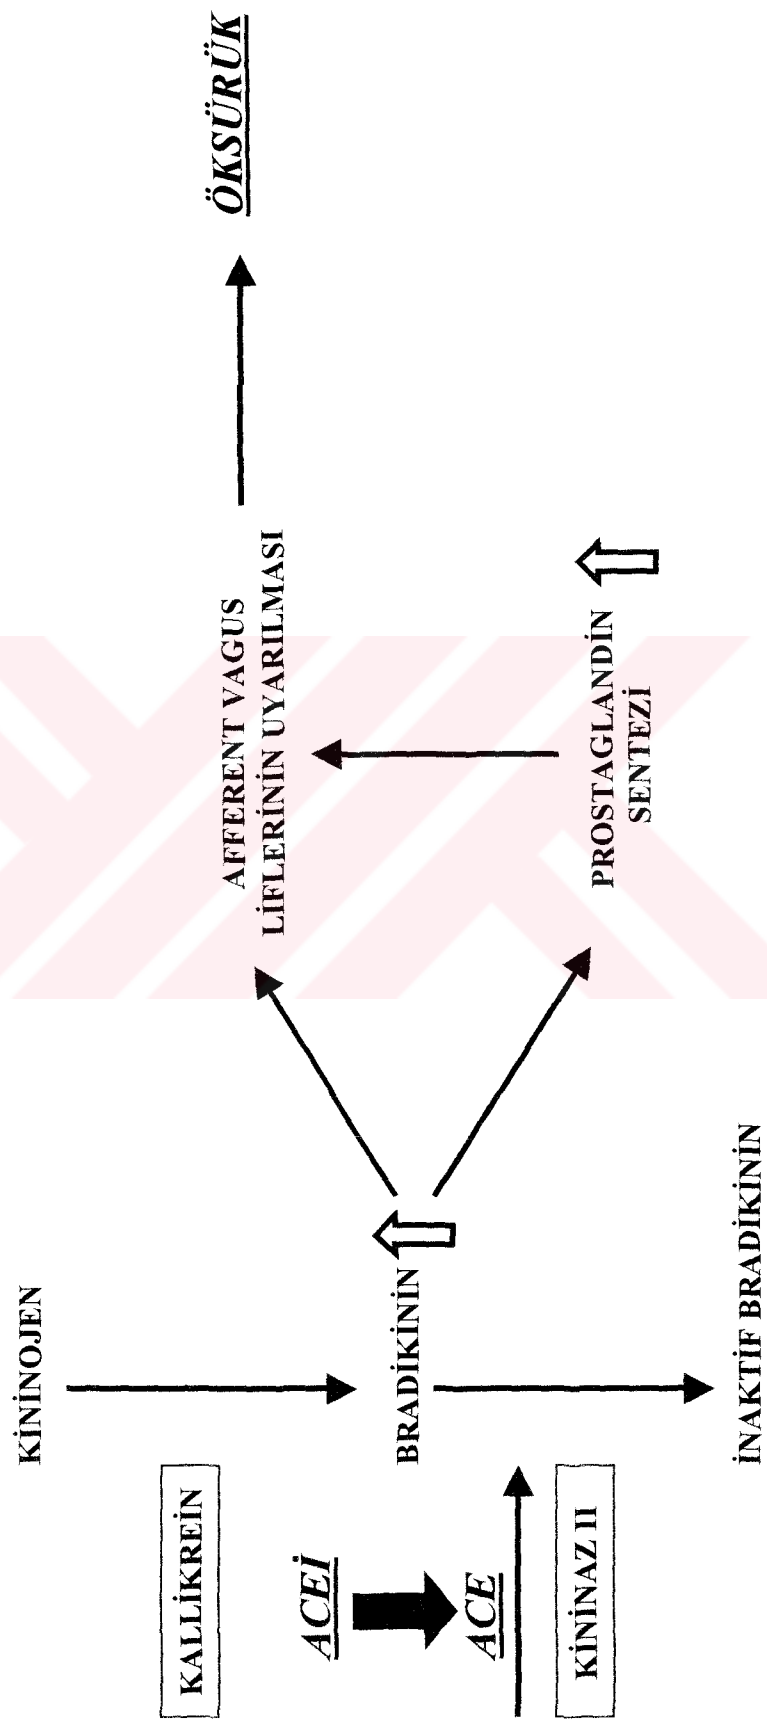 KİNİNOJEN
KALLİKREİN
ACEİ
BRADİKİNİN
ACE
KİNİNAZ II
İNAKTİF BRADİKİNİN
AFFERENT VAGUS
LİFLERİNİN UYARILMASI
PROSTAGLANDİN
SENTEZİ
ÖKSÜRÜK